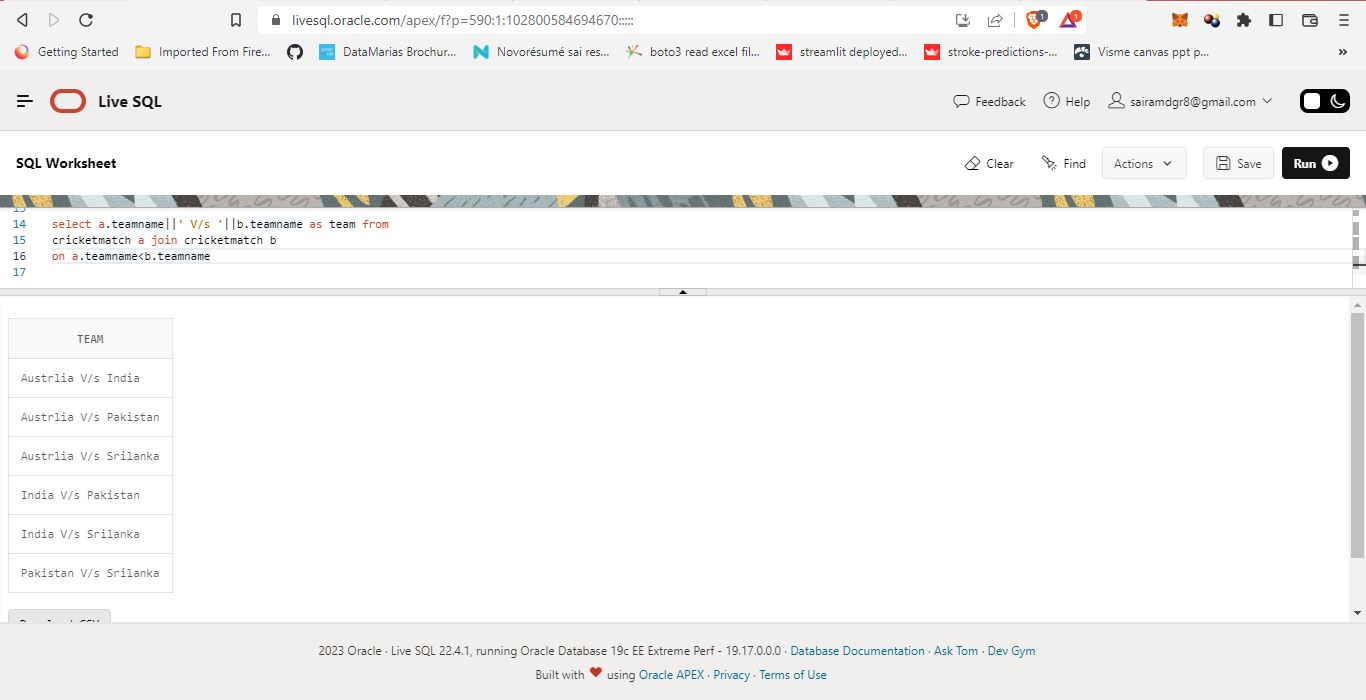 livesql.oracle.com/apex/f?p=590:1:102800584694670:::::
1 1
Getting Started Imported From Fire... DataMarias Brochur... Novorésumé sai res... boto3 read excel fil... streamlit deployed... stroke-predictions-... Visme canvas ppt p... »
Live SQL Feedback Help sairamdgr8@gmail.com
SQL Worksheet Clear Find Actions Save Run
14 select a.teamname||' V/s '||b.teamname as team from
15 cricketmatch a join cricketmatch b
16 on a.teamname<b.teamname
17
TEAM
Austrlia V/s India
Austrlia V/s Pakistan
Austrlia V/s Srilanka
India V/s Pakistan
India V/s Srilanka
Pakistan V/s Srilanka
2023 Oracle · Live SQL 22.4.1, running Oracle Database 19c EE Extreme Perf - 19.17.0.0.0 · Database Documentation · Ask Tom · Dev Gym
Built with ❤ using Oracle APEX · Privacy · Terms of Use